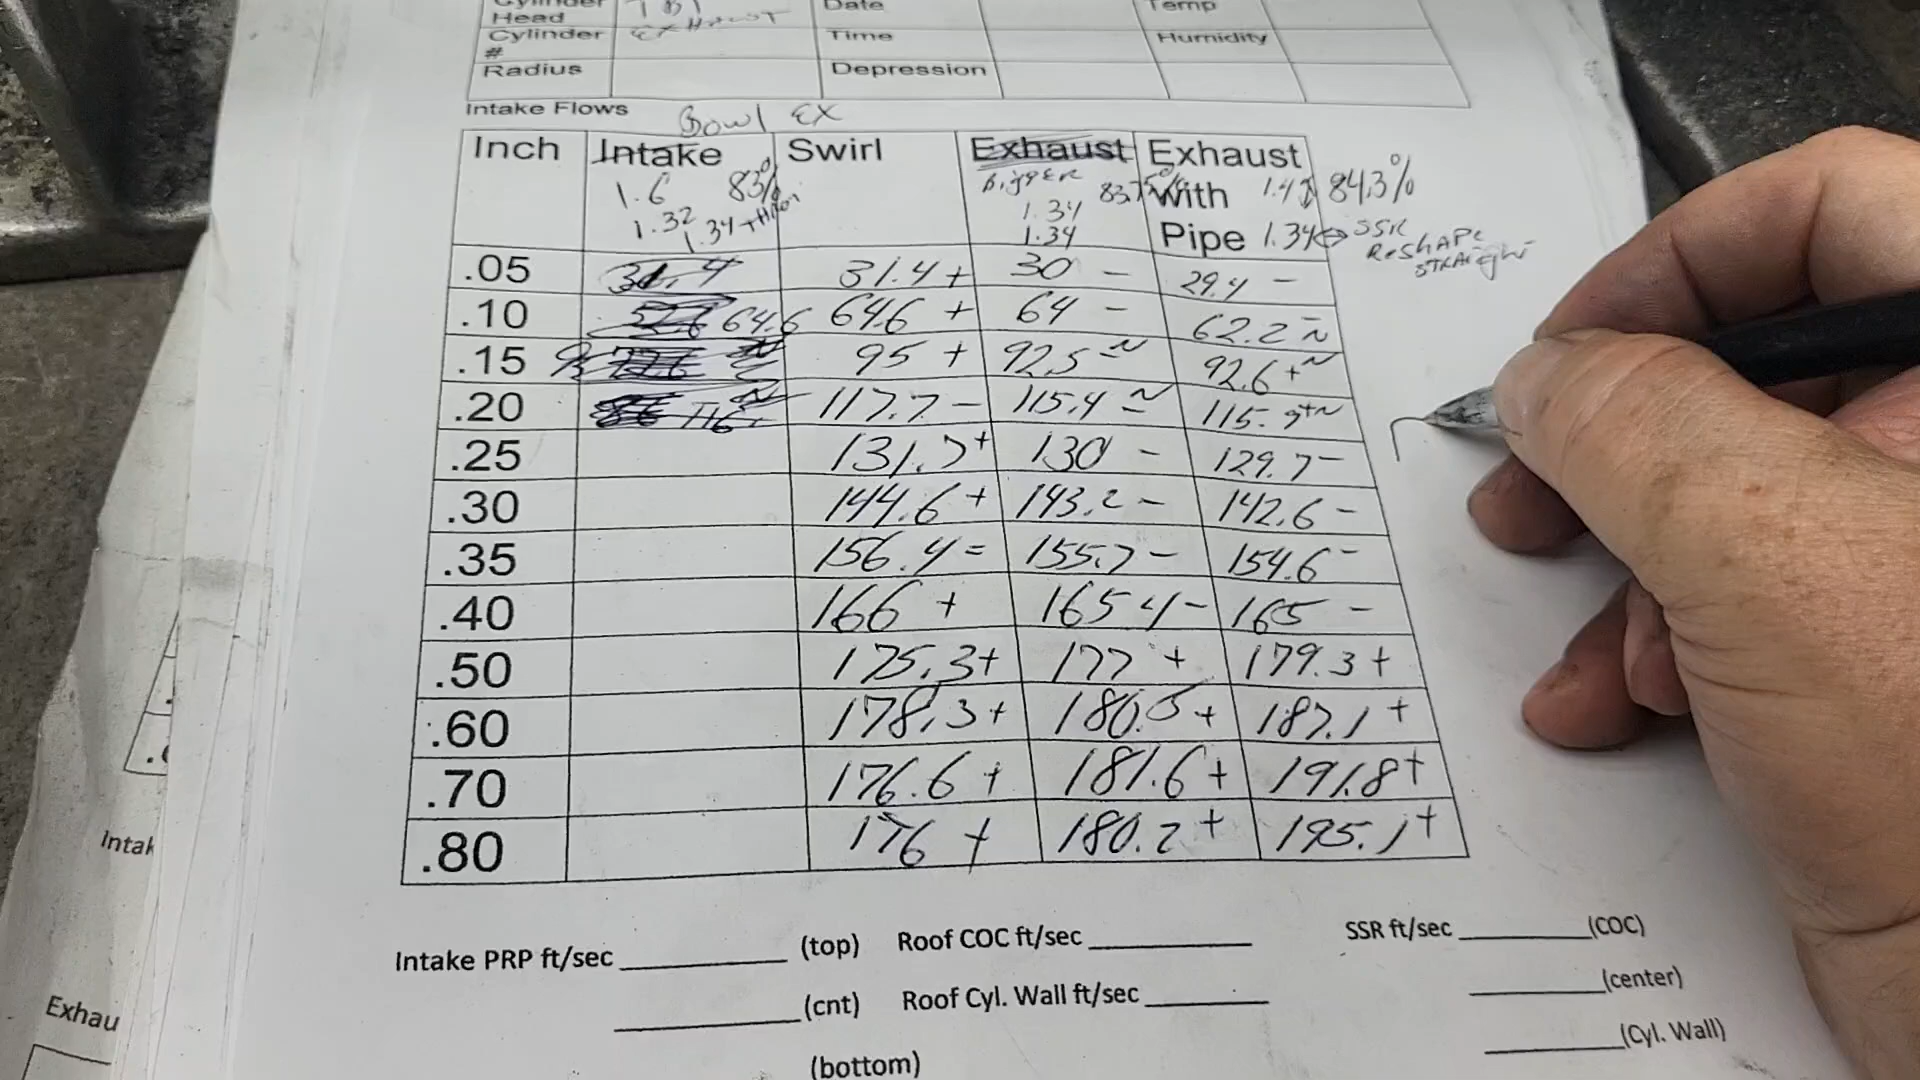 Cylinder Head TBI Date Temp
Cylinder # EXHAUST Time Humidity
Radius Depression
Intake Flows Bowl EX
Inch Intake Swirl Exhaust Exhaust With Pipe
1.6 83%
1.32
1.34
BIGGER
1.34
1.34
1.4 84.3%
1.34 SSR
RESHAPE
STRAIGHT
.05 31.4 31.4+ 30 - 29.4 -
.10 64.6 64.6 + 64 - 62.2 ~
.15 95 + 92.5 ~ 92.6+~
.20 116 117.7 - 115.4 ~ 115.9+~
.25 131.7+ 130 - 129.7-
.30 144.6 + 143.2 - 142.6 -
.35 156.4 = 155.7 - 154.6 -
.40 166 + 165.4 - 165 -
.50 175.3+ 177 + 179.3+
.60 178.3+ 180.5+ 187.1+
.70 176.6+ 181.6+ 191.8+
.80 176 + 180.2+ 195.1+
Intake PRP ft/sec (top) Roof COC ft/sec SSR ft/sec (COC)
(cnt) Roof Cyl. Wall ft/sec (center)
(bottom) (Cyl. Wall)
Intak
Exhau